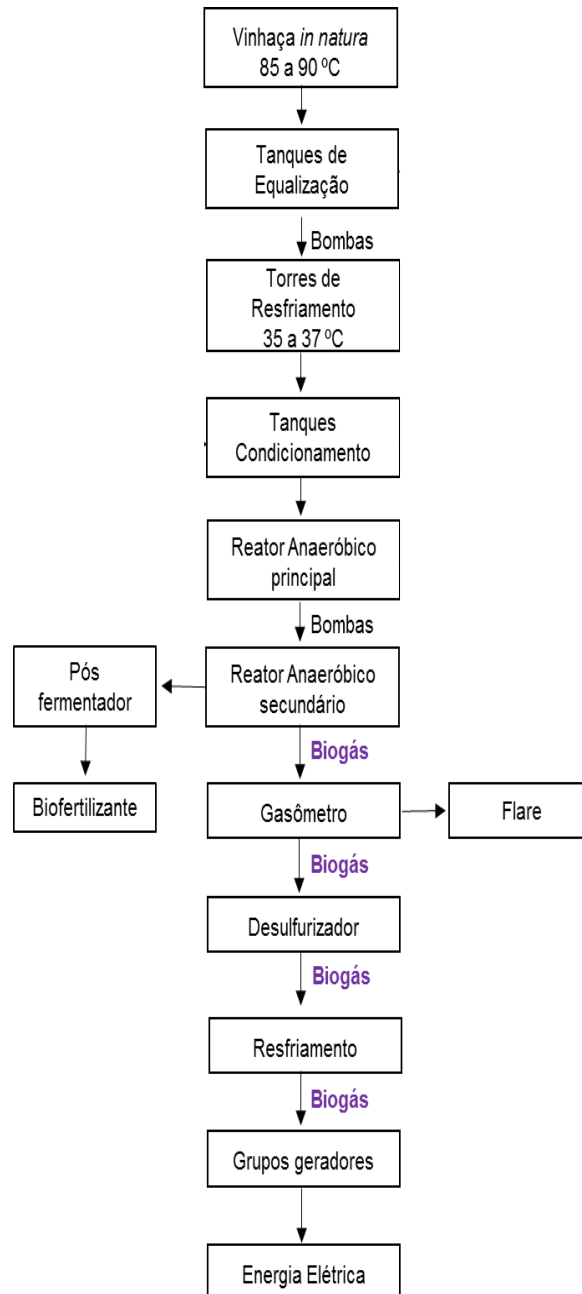 Vinhaça in natura
85 a 90 ºC
Tanques de
Equalização
Bombas
Torres de
Resfriamento
35 a 37 ºC
Tanques
Condicionamento
Reator Anaeróbico
principal
Bombas
Pós
fermentador
Reator Anaeróbico
secundário
Biogás
Biofertilizante
Gasômetro
Flare
Biogás
Desulfurizador
Biogás
Resfriamento
Biogás
Grupos geradores
Energia Elétrica